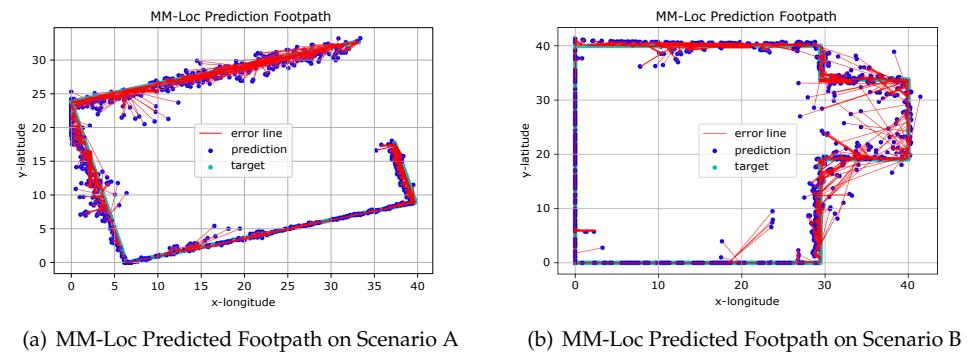 MM-Loc Prediction Footpath
y-latitude
30
25
20
15
10
5
0
error line
prediction
target
0 5 10 15 20 25 30 35 40
x-longitude
(a) MM-Loc Predicted Footpath on Scenario A
MM-Loc Prediction Footpath
y-latitude
40
30
20
10
0
error line
prediction
target
0 10 20 30 40
x-longitude
(b) MM-Loc Predicted Footpath on Scenario B